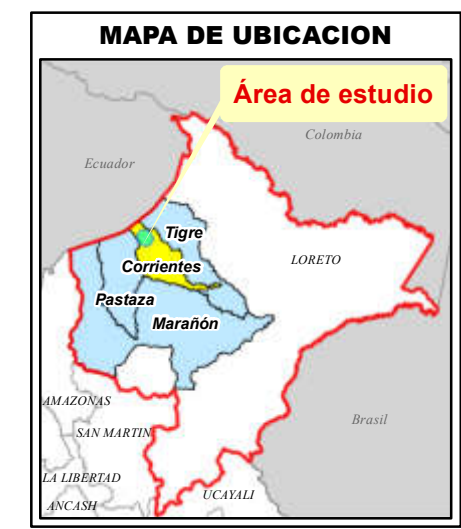 MAPA DE UBICACION
Área de estudio
Colombia
Ecuador
Tigre
LORETO
Corrientes
Pastaza
Marañón
AMAZONAS
Brasil
SAN MARTIN
LA LIBERTAD
UCAYALI
ANCASH